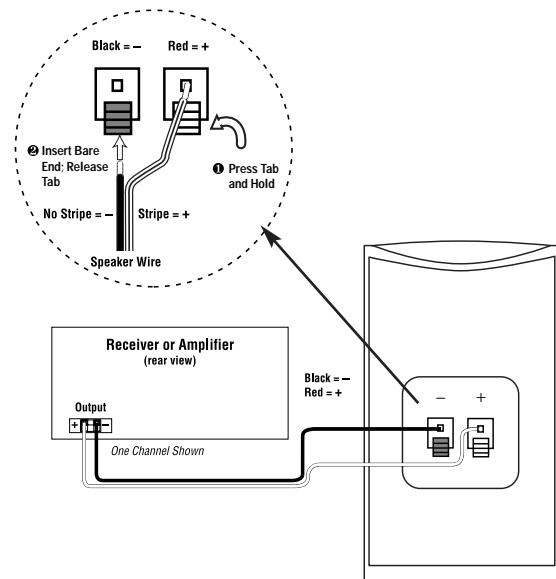 Black = –
Red = +
❷ Insert Bare
End; Release
Tab
❶ Press Tab
and Hold
No Stripe = –
Stripe = +
Speaker Wire
Receiver or Amplifier
(rear view)
Output
+
–
One Channel Shown
Black = –
Red = +
–
+